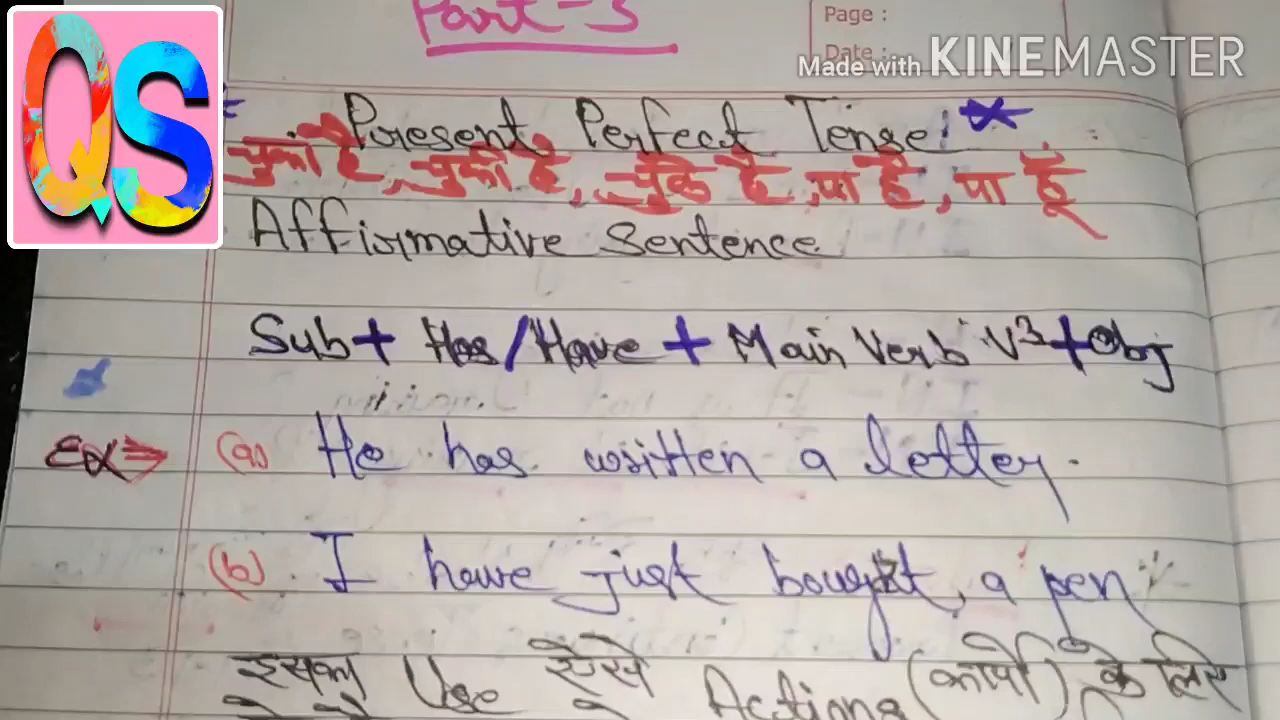 QS
Part-3
Page :
Date :
Made with KINEMASTER
Present Perfect Tense
चुका है, चुकी है, चुके है, या है, या हूँ
Affirmative Sentence
Sub + Has/Have + Main Verb V³ + Obj
Ex ⇒ (a) He has written a letter.
(b) I have just bought, a pen
इसका Use ऐसे Actions (कार्यो) के लिए